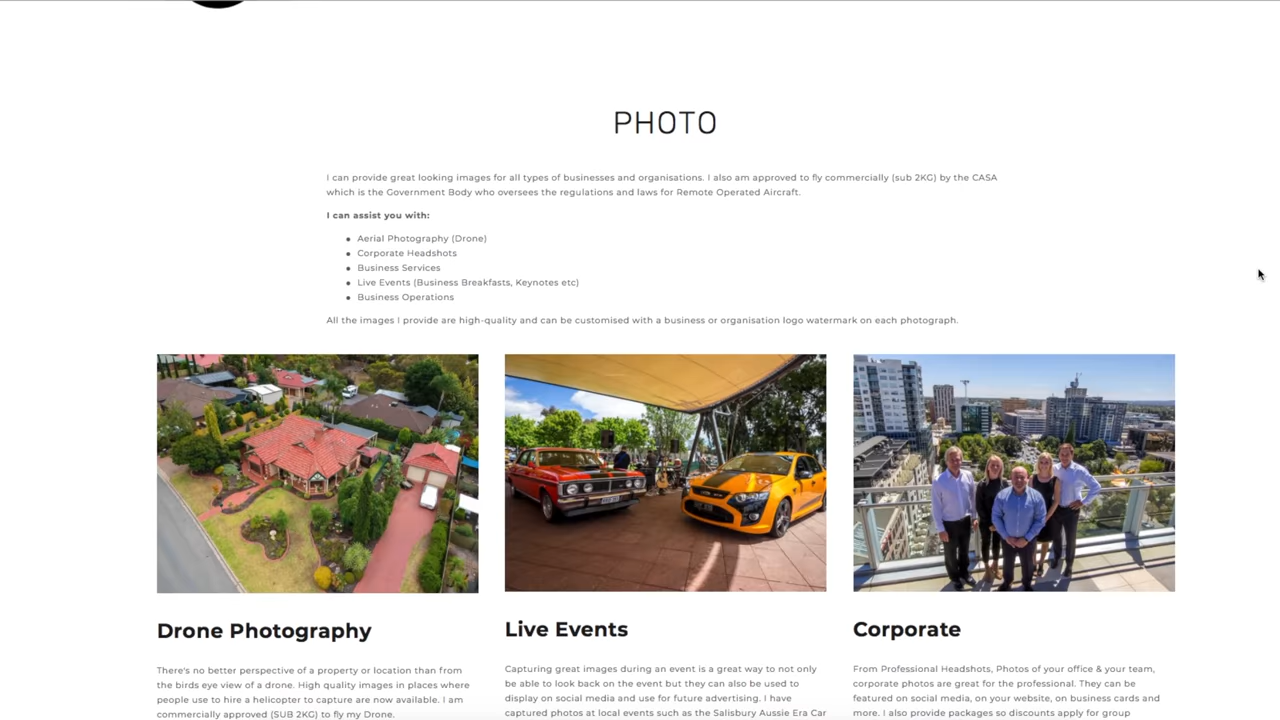 PHOTO
I can provide great looking images for all types of businesses and organisations. I also am approved to fly commercially (sub 2KG) by the CASA
which is the Government Body who oversees the regulations and laws for Remote Operated Aircraft.
I can assist you with:
Aerial Photography (Drone)
Corporate Headshots
Business Services
Live Events (Business Breakfasts, Keynotes etc)
Business Operations
All the images I provide are high-quality and can be customised with a business or organisation logo watermark on each photograph.
Drone Photography
There's no better perspective of a property or location than from
the birds eye view of a drone. High quality images in places where
people use to hire a helicopter to capture are now available. I am
commercially approved (SUB 2KG) to fly my Drone.
Live Events
Capturing great images during an event is a great way to not only
be able to look back on the event but they can also be used to
display on social media and use for future advertising. I have
captured photos at local events such as the Salisbury Aussie Era Car
Corporate
From Professional Headshots, Photos of your office & your team,
corporate photos are great for the professional. They can be
featured on social media, on your website, on business cards and
more. I also provide packages so discounts apply for group